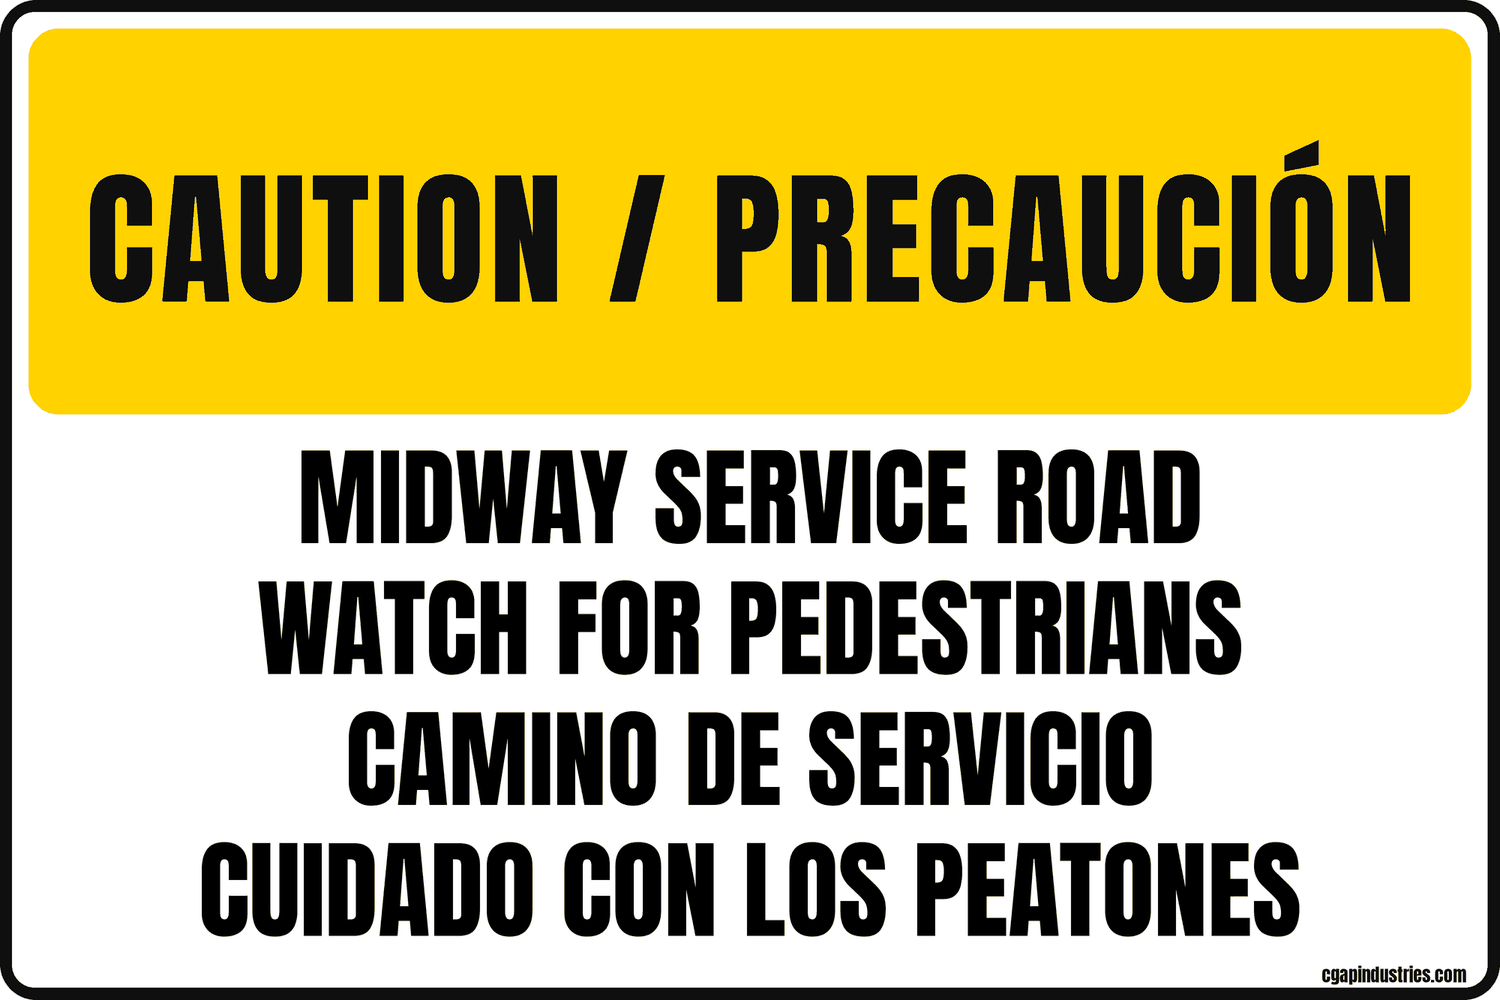 CAUTION / PRECAUCIÓN
MIDWAY SERVICE ROAD
WATCH FOR PEDESTRIANS
CAMINO DE SERVICIO
CUIDADO CON LOS PEATONES
cgapindustries.com